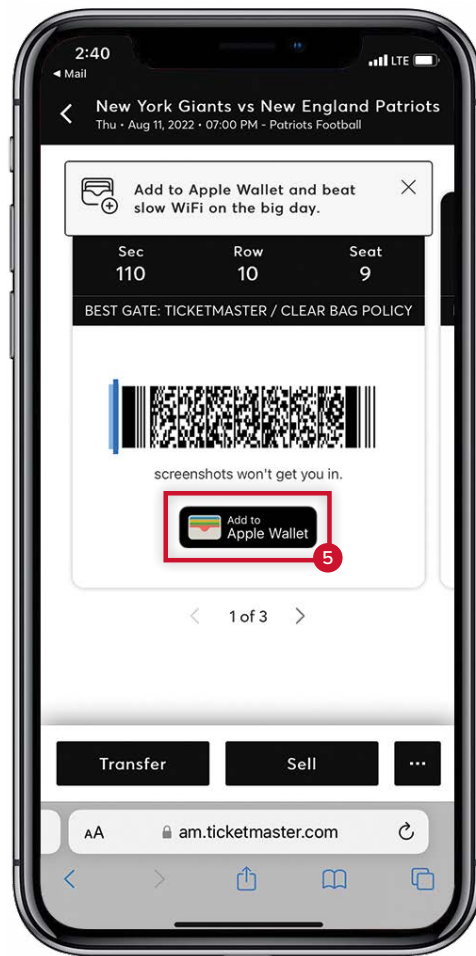 2:40
LTE
◀ Mail
New York Giants vs New England Patriots
Thu • Aug 11, 2022 • 07:00 PM - Patriots Football
Add to Apple Wallet and beat
slow WiFi on the big day.
Sec Row Seat
110 10 9
BEST GATE: TICKETMASTER / CLEAR BAG POLICY
screenshots won't get you in.
Add to
Apple Wallet
5
1 of 3
Transfer Sell ...
AA am.ticketmaster.com